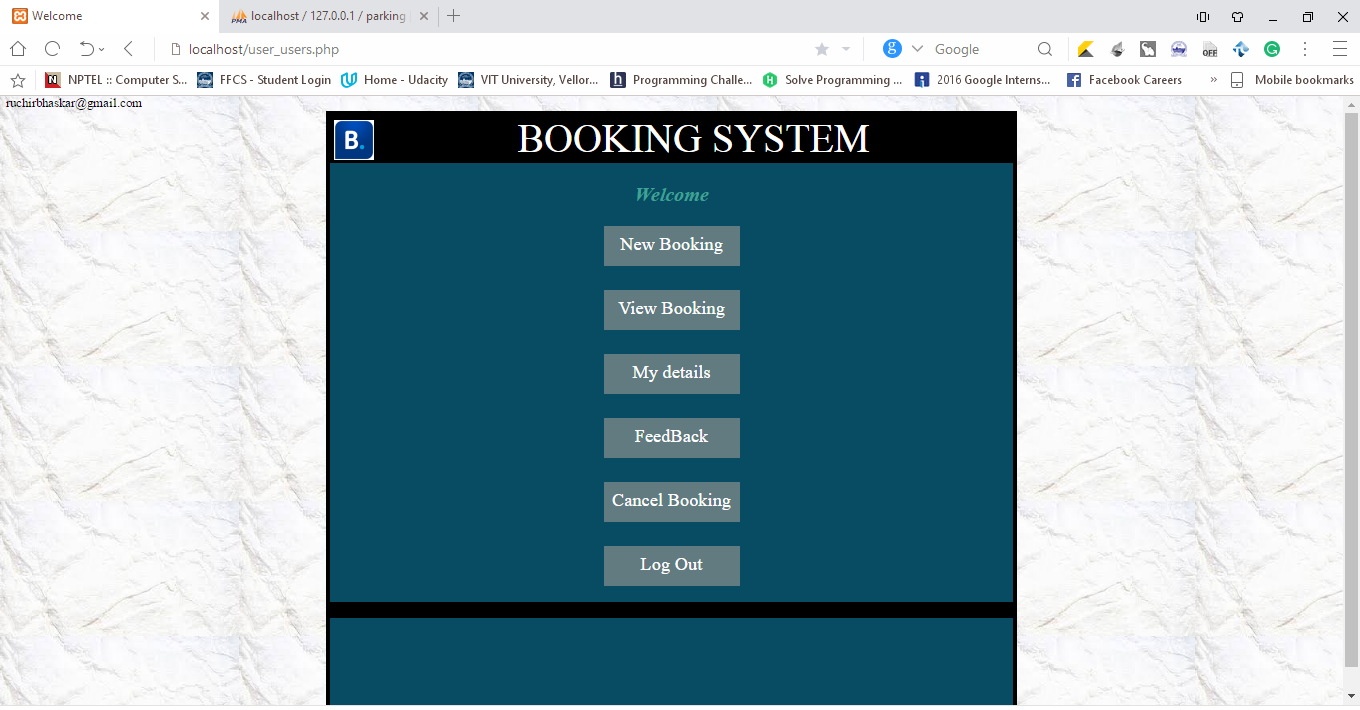 Welcome
localhost / 127.0.0.1 / parking
localhost/user_users.php
Google
NPTEL :: Computer S...
FFCS - Student Login
Home - Udacity
VIT University, Vellor...
Programming Challe...
Solve Programming ...
2016 Google Interns...
Facebook Careers
»
Mobile bookmarks
ruchirbhaskar@gmail.com
B.
BOOKING SYSTEM
Welcome
New Booking
View Booking
My details
FeedBack
Cancel Booking
Log Out